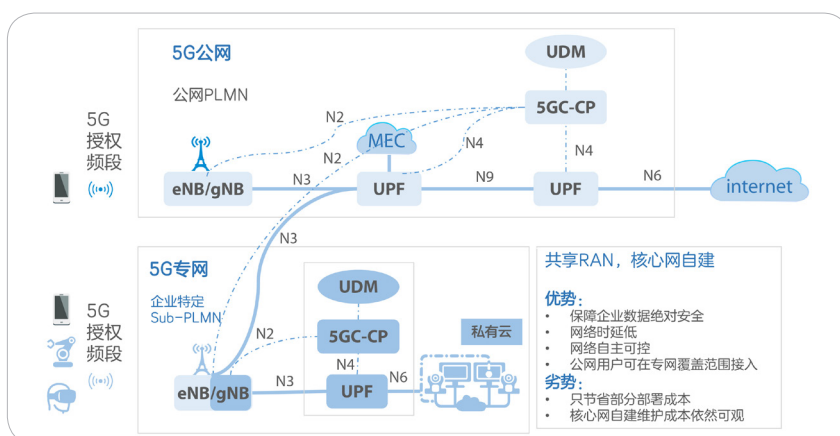 5G公网
公网PLMN
5G
授权
频段
eNB/gNB
N2
N2
N3
MEC
N4
UPF
N9
UDM
5GC-CP
N4
UPF
N6
internet
N3
5G专网
企业特定
Sub-PLMN
5G
授权
频段
eNB/gNB
N2
N3
UDM
5GC-CP
N4
UPF
N6
私有云
共享RAN，核心网自建
优势：
• 保障企业数据绝对安全
• 网络时延低
• 网络自主可控
• 公网用户可在专网覆盖范围接入
劣势：
• 只节省部分部署成本
• 核心网自建维护成本依然可观